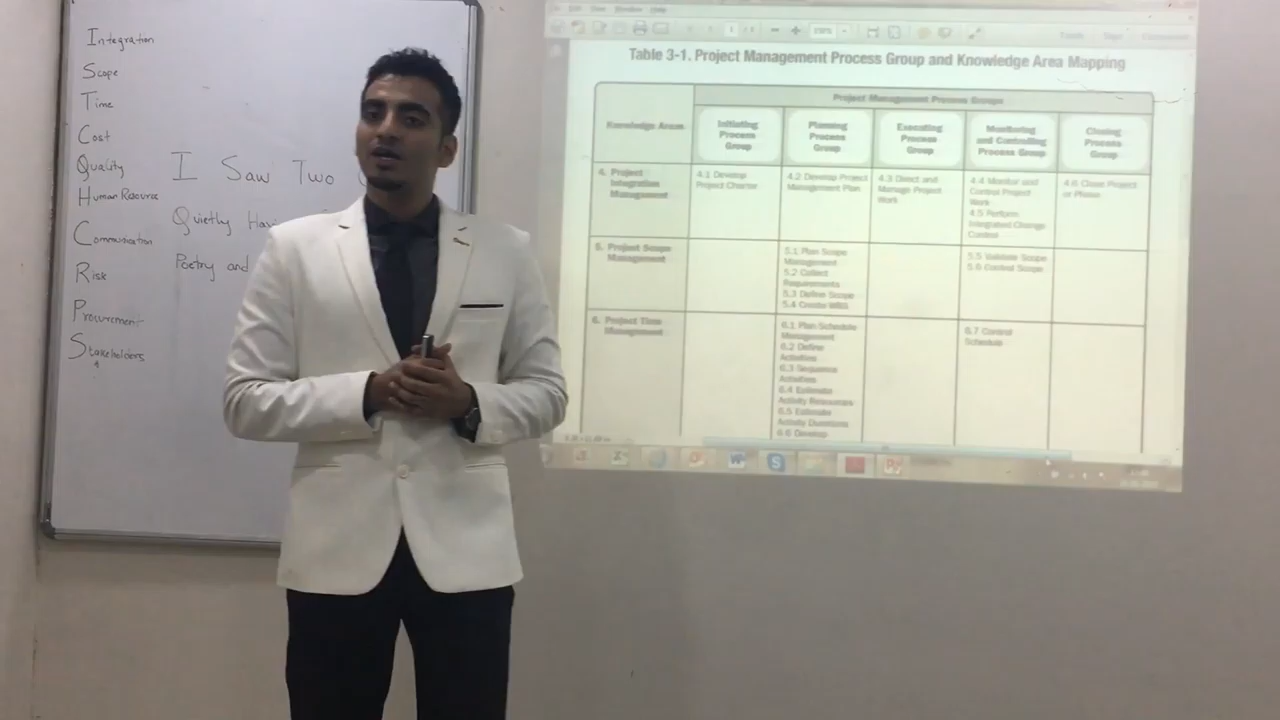 Integration
Scope
Time
Cost
Quality
Human Resource
Communication
Risk
Procurement
Stakeholders
I Saw Two
Quietly
Poetry and
Table 3-1. Project Management Process Group and Knowledge Area Mapping
Project Management Process Groups
Knowledge Areas
Initiating
Process
Group
Planning
Process
Group
Executing
Process
Group
Monitoring
and Controlling
Process Group
Closing
Process
Group
4. Project
Integration
Management
4.1 Develop
Project Charter
4.2 Develop Project
Management Plan
4.3 Direct and
Manage Project
Work
4.4 Monitor and
Control Project
Work
4.5 Perform
Integrated Change
Control
4.6 Close Project
or Phase
5. Project Scope
Management
5.1 Plan Scope
Management
5.2 Collect
Requirements
5.3 Define Scope
5.4 Create WBS
5.5 Validate Scope
5.6 Control Scope
6. Project Time
Management
6.1 Plan Schedule
Management
6.2 Define
Activities
6.3 Sequence
Activities
6.4 Estimate
Activity Resources
6.5 Estimate
Activity Durations
6.6 Develop
6.7 Control
Schedule